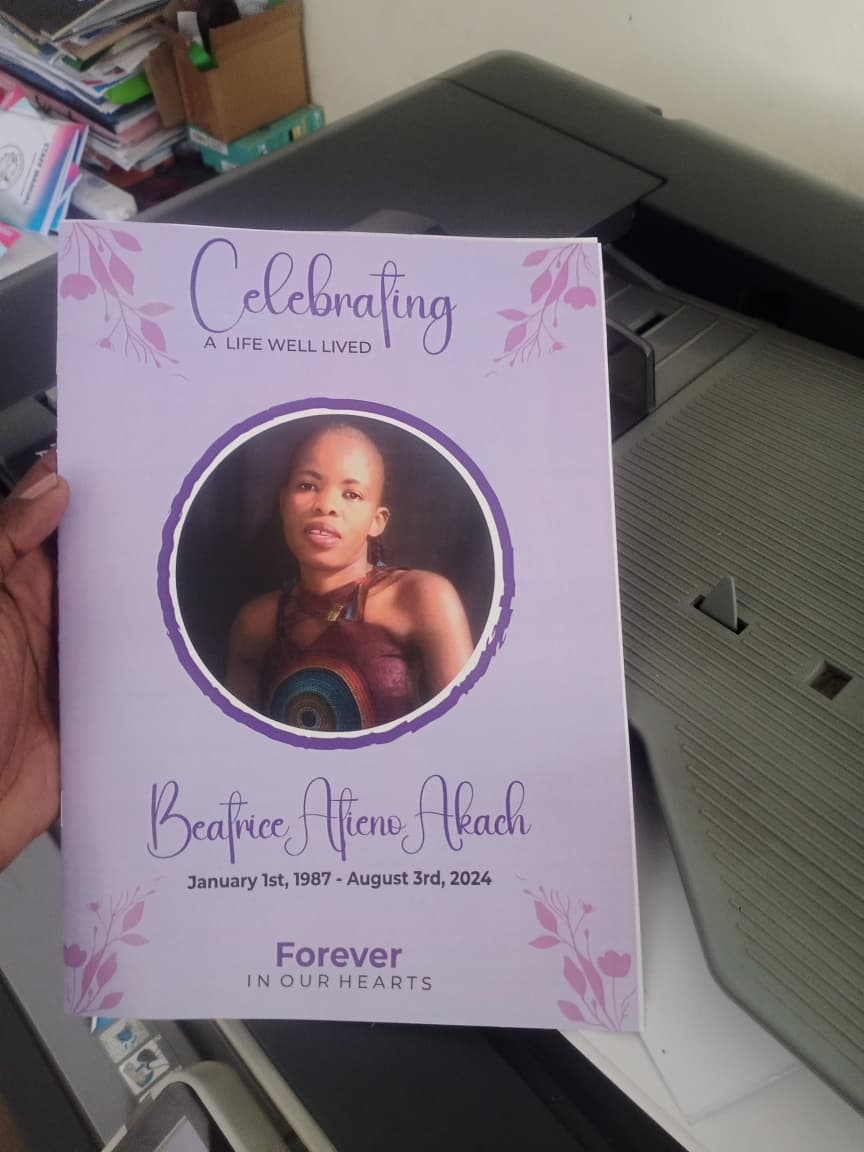 Celebrating
A LIFE WELL LIVED
Beatrice Atieno Akach
January 1st, 1987 - August 3rd, 2024
Forever
IN OUR HEARTS